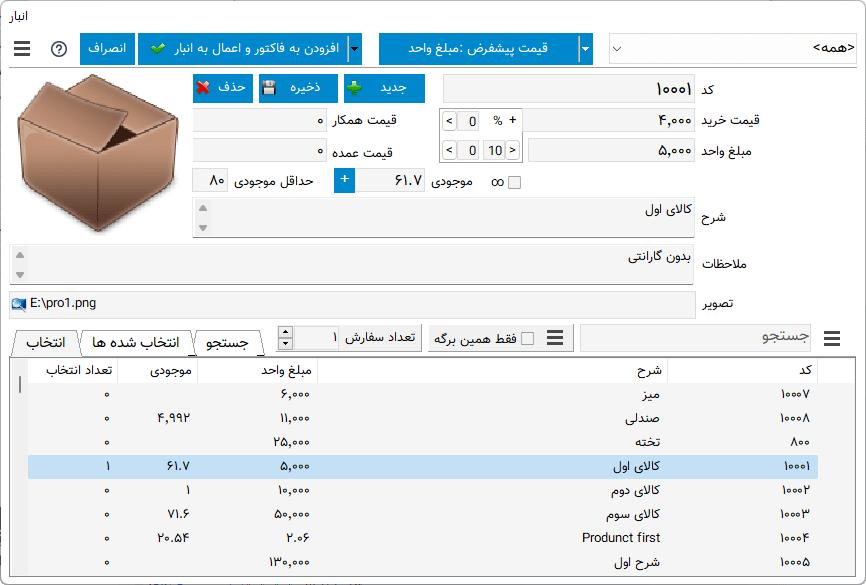 انبار
<همه> قیمت پیشفرض :مبلغ واحد افزودن به فاکتور و اعمال به انبار انصراف
کد ۱۰۰۰۱ جدید ذخیره حذف
قیمت خرید ۴,۰۰۰ + % 0 > قیمت همکار ۰
مبلغ واحد ۵,۰۰۰ < 10 0 > قیمت عمده ۰
∞ موجودی ۶۱.۷ + حداقل موجودی ۸۰
شرح کالای اول
ملاحظات بدون گارانتی
تصویر E:\pro1.png
جستجو فقط همین برگه تعداد سفارش ۱ جستجو انتخاب شده ها انتخاب
کد شرح مبلغ واحد موجودی تعداد انتخاب
۱۰۰۰۷ میز ۶,۰۰۰ ۰
۱۰۰۰۸ صندلی ۱۱,۰۰۰ ۴,۹۹۲ ۰
۸۰۰ تخته ۲۵,۰۰۰ ۰
۱۰۰۰۱ کالای اول ۵,۰۰۰ ۶۱.۷ ۱
۱۰۰۰۲ کالای دوم ۱۰,۰۰۰ ۱ ۰
۱۰۰۰۳ کالای سوم ۵۰,۰۰۰ ۷۱.۶ ۰
۱۰۰۰۴ Produnct first ۲.۰۶ ۲۰.۵۴ ۰
۱۰۰۰۵ شرح اول ۱۳۰,۰۰۰ ۰